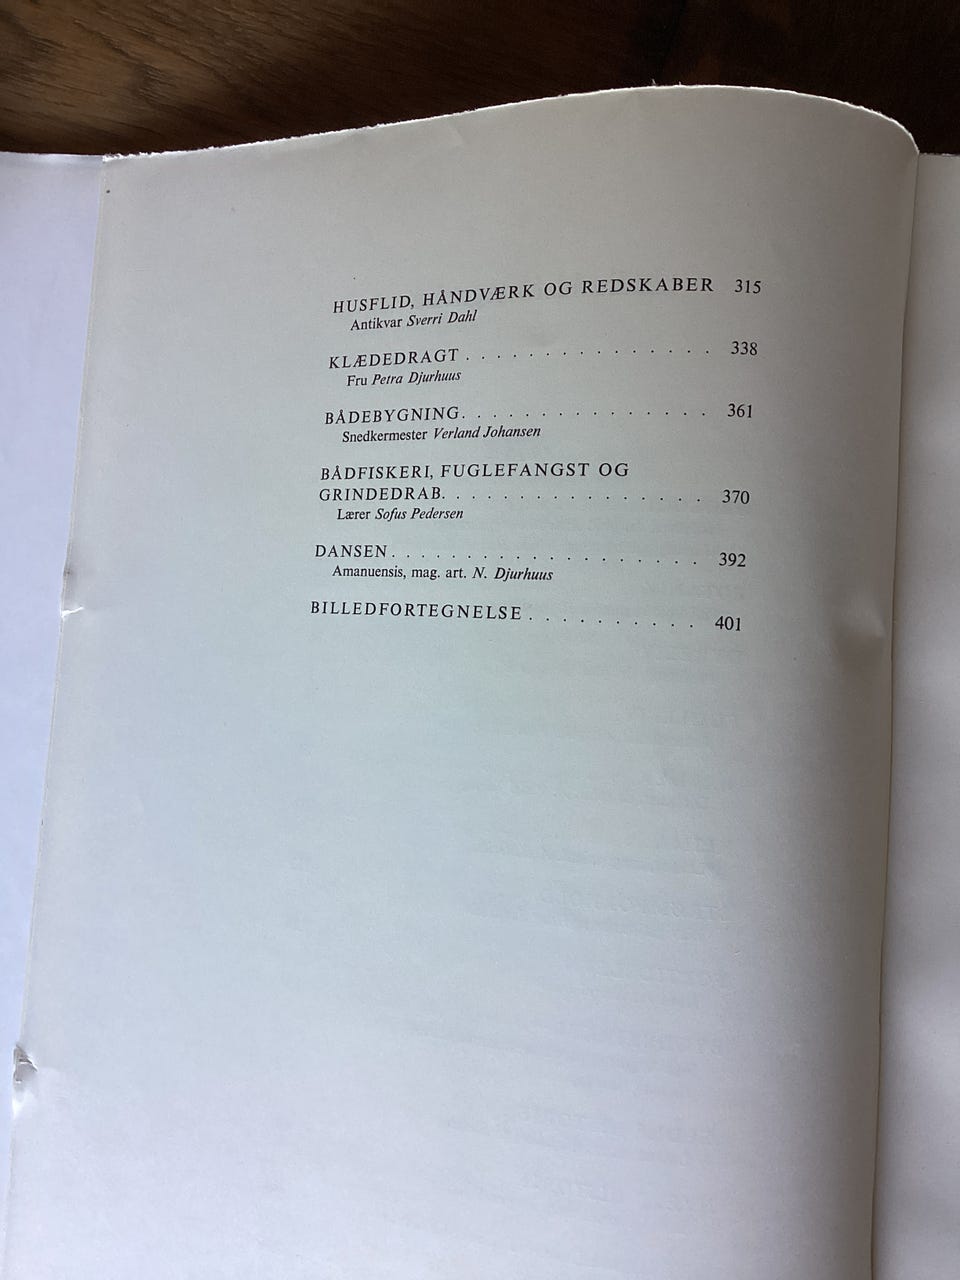 HUSFLID, HÅNDVÆRK OG REDSKABER 315
Antikvar Sverri Dahl
KLÆDEDRAGT . . . . . . . . . . . . . . . 338
Fru Petra Djurhuus
BÅDEBYGNING. . . . . . . . . . . . . . . 361
Snedkermester Verland Johansen
BÅDFISKERI, FUGLEFANGST OG
GRINDEDRAB. . . . . . . . . . . . . . . . 370
Lærer Sofus Pedersen
DANSEN. . . . . . . . . . . . . . . . . . . 392
Amanuensis, mag. art. N. Djurhuus
BILLEDFORTEGNELSE . . . . . . . . . . 401